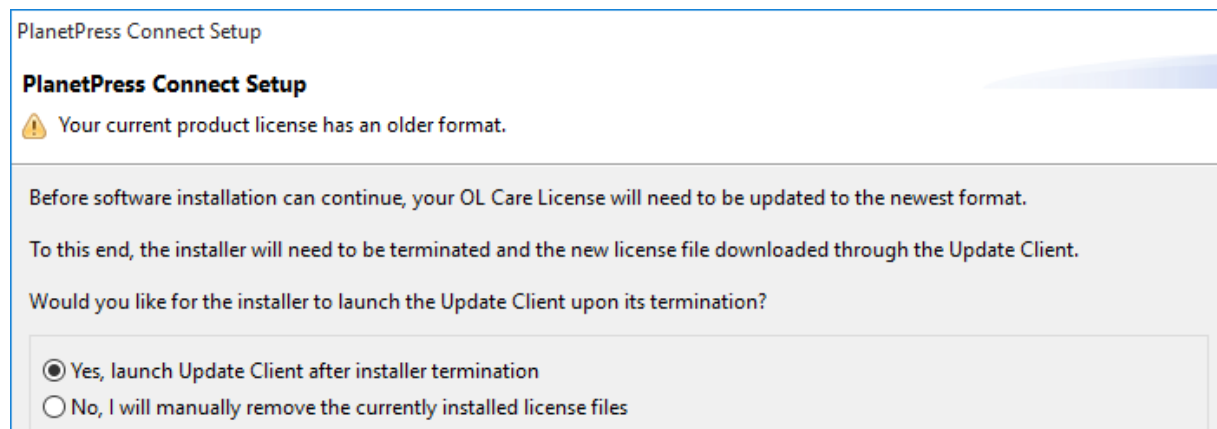 PlanetPress Connect Setup
PlanetPress Connect Setup
Your current product license has an older format.
Before software installation can continue, your OL Care License will need to be updated to the newest format.
To this end, the installer will need to be terminated and the new license file downloaded through the Update Client.
Would you like for the installer to launch the Update Client upon its termination?
Yes, launch Update Client after installer termination
No, I will manually remove the currently installed license files